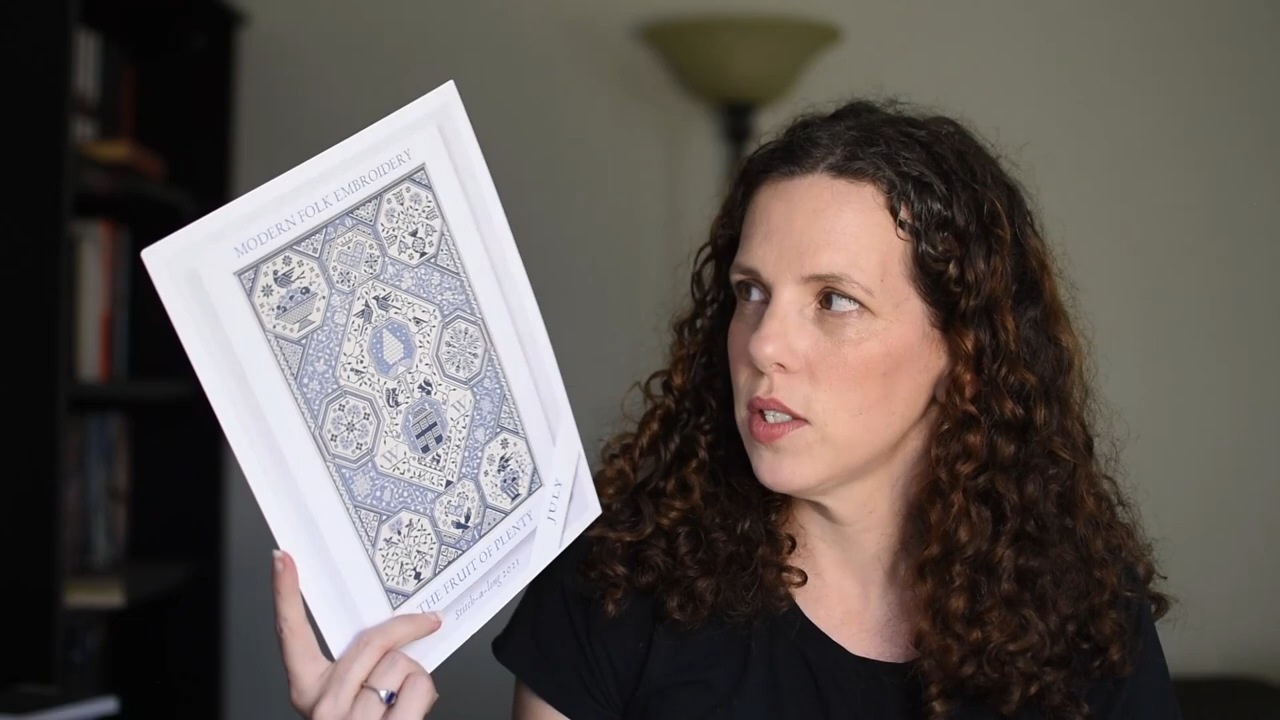 MODERN FOLK EMBROIDERY
JULY
THE FRUIT OF PLENTY
Stitch-a-long 2021